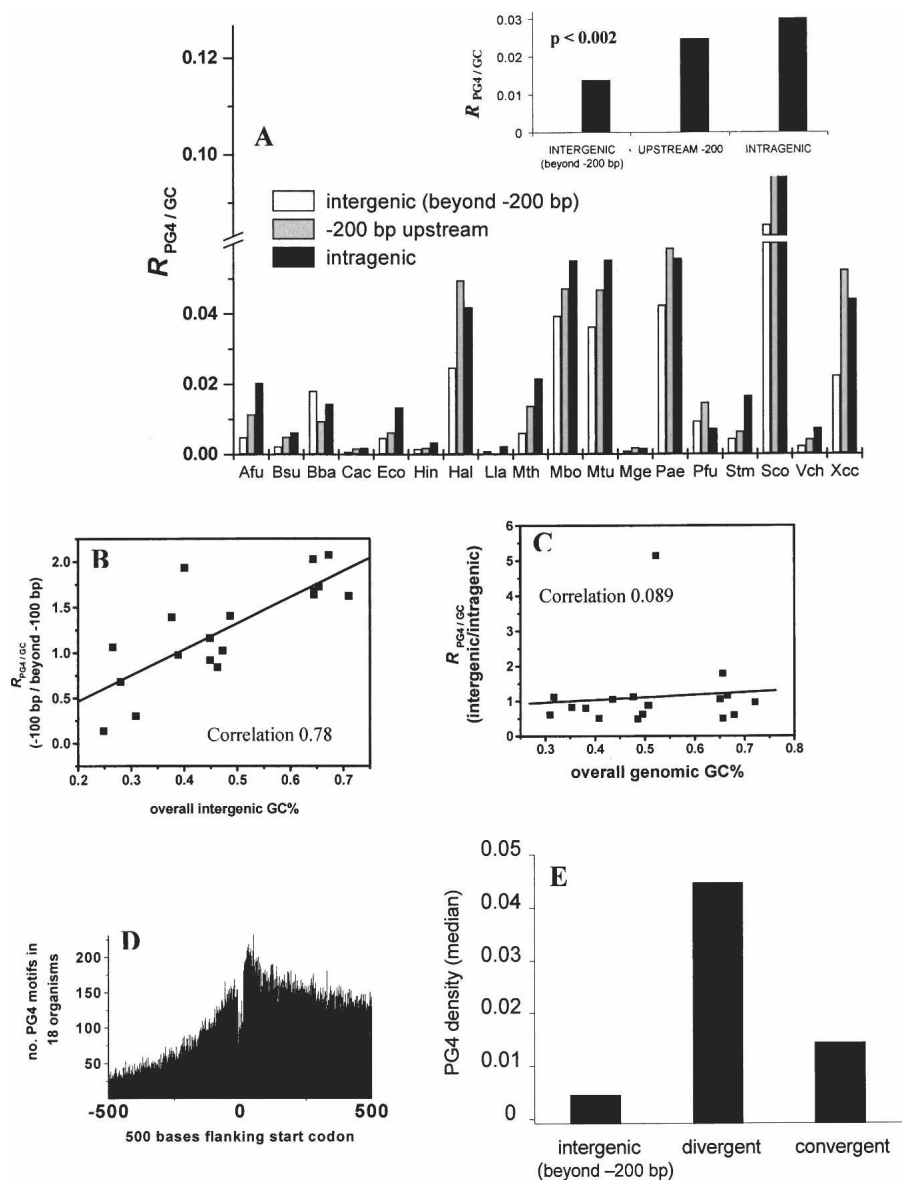 0.12
0.10
0.04
0.02
0.00
R PG4 / GC
A
intergenic (beyond -200 bp)
-200 bp upstream
intragenic
Afu Bsu Bba Cac Eco Hin Hal Lla Mth Mbo Mtu Mge Pae Pfu Stm Sco Vch Xcc
0.03
0.02
0.01
0
R PG4 / GC
p < 0.002
INTERGENIC
(beyond -200 bp)
UPSTREAM -200
INTRAGENIC
B
2.0
1.5
1.0
0.5
0.0
R PG4 / GC
(-100 bp / beyond -100 bp)
Correlation 0.78
0.2 0.3 0.4 0.5 0.6 0.7
overall intergenic GC%
C
6
5
4
3
2
1
0
R PG4 / GC
(intergenic/intragenic)
Correlation 0.089
0.3 0.4 0.5 0.6 0.7 0.8
overall genomic GC%
D
200
150
100
50
no. PG4 motifs in
18 organisms
-500 0 500
500 bases flanking start codon
E
0.05
0.04
0.03
0.02
0.01
0
PG4 density (median)
intergenic
(beyond –200 bp)
divergent
convergent